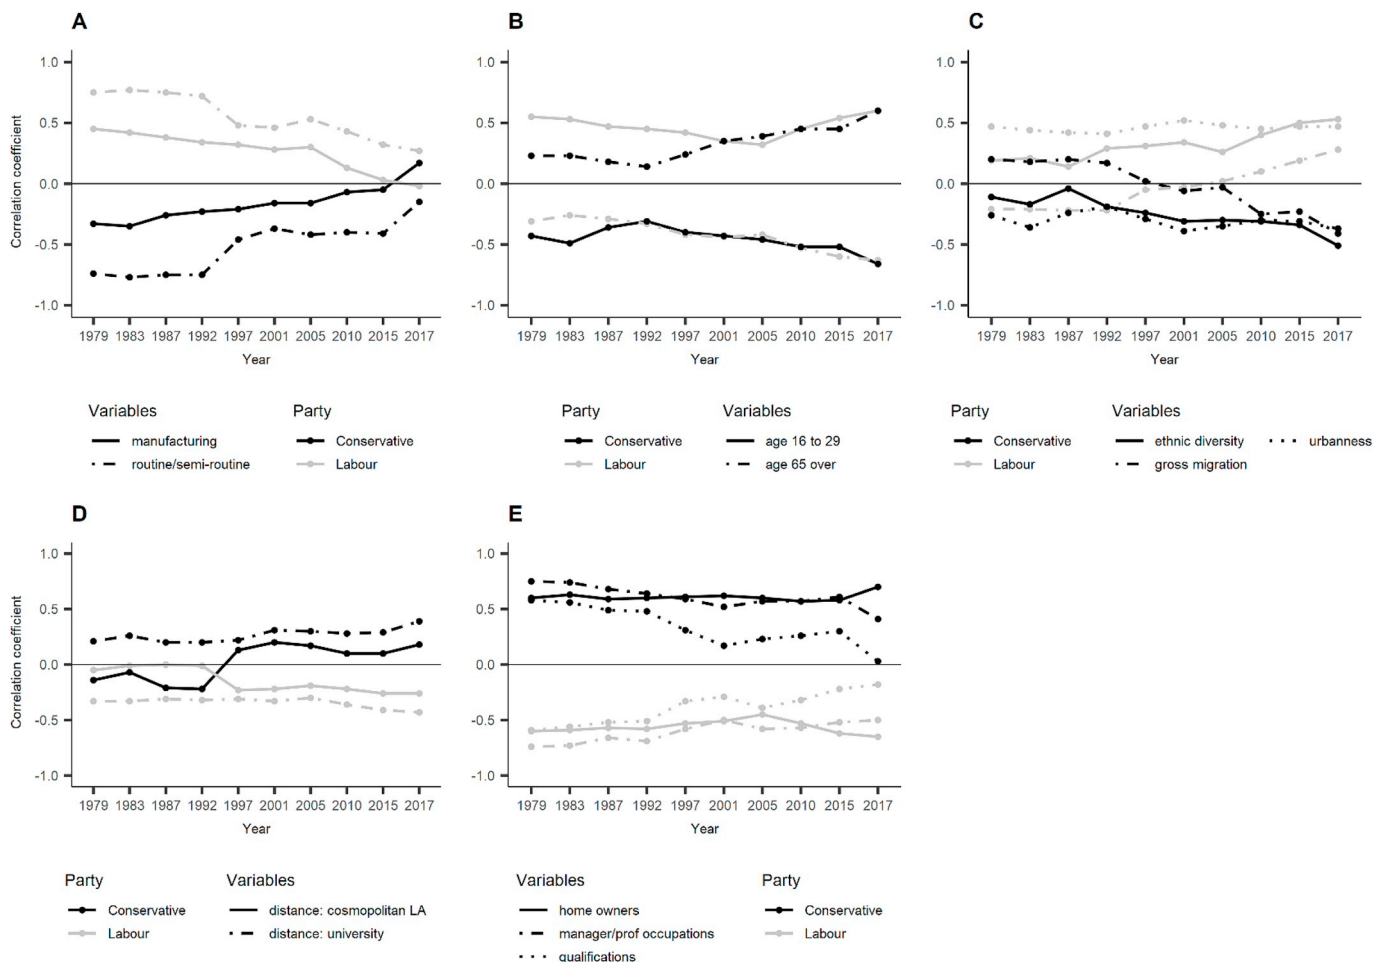 A
B
C
Correlation coefficient
1.0
0.5
0.0
-0.5
-1.0
1979 1983 1987 1992 1997 2001 2005 2010 2015 2017
Year
1.0
0.5
0.0
-0.5
-1.0
1979 1983 1987 1992 1997 2001 2005 2010 2015 2017
Year
1.0
0.5
0.0
-0.5
-1.0
1979 1983 1987 1992 1997 2001 2005 2010 2015 2017
Year
Variables
manufacturing
routine/semi-routine
Party
Conservative
Labour
Party
Conservative
Labour
Variables
age 16 to 29
age 65 over
Party
Conservative
Labour
Variables
ethnic diversity
gross migration
urbanness
D
E
Correlation coefficient
1.0
0.5
0.0
-0.5
-1.0
1979 1983 1987 1992 1997 2001 2005 2010 2015 2017
Year
1.0
0.5
0.0
-0.5
-1.0
1979 1983 1987 1992 1997 2001 2005 2010 2015 2017
Year
Party
Conservative
Labour
Variables
distance: cosmopolitan LA
distance: university
Variables
home owners
manager/prof occupations
qualifications
Party
Conservative
Labour